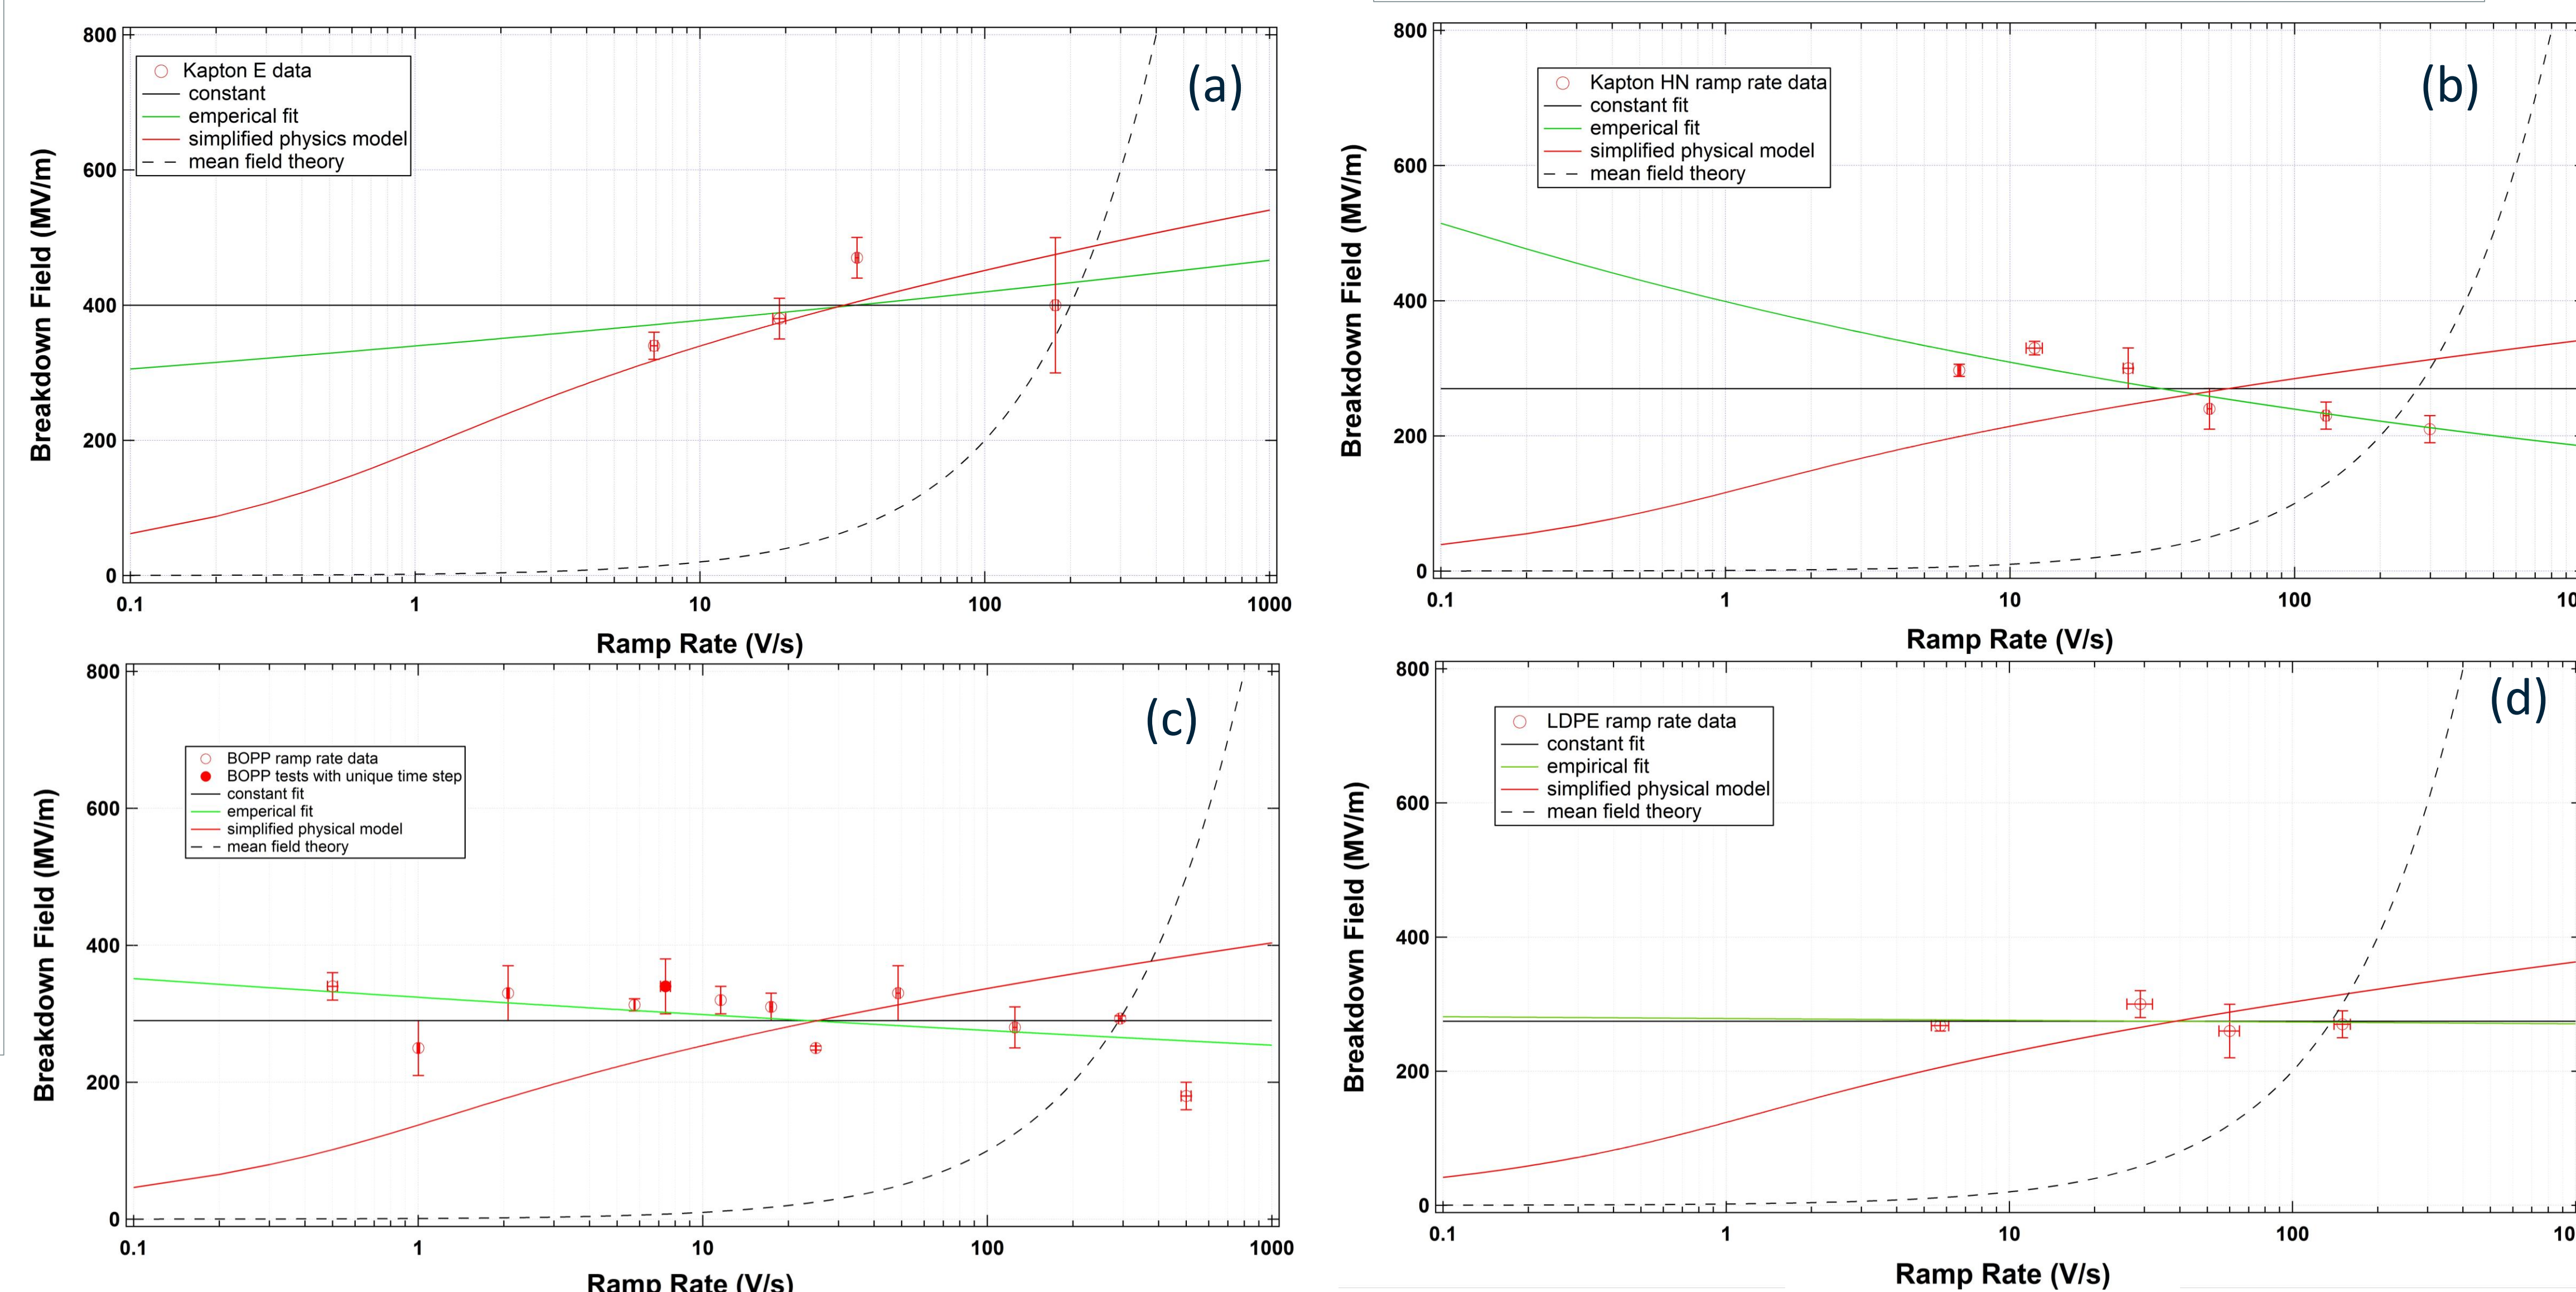 800
600
400
200
0
Breakdown Field (MV/m)
Kapton E data
constant
emperical fit
simplified physics model
mean field theory
(a)
0.1 1 10 100 1000
Ramp Rate (V/s)
800
600
400
200
0
Breakdown Field (MV/m)
Kapton HN ramp rate data
constant fit
emperical fit
simplified physical model
mean field theory
(b)
0.1 1 10 100 10
Ramp Rate (V/s)
800
600
400
200
0
Breakdown Field (MV/m)
BOPP ramp rate data
BOPP tests with unique time step
constant fit
emperical fit
simplified physical model
mean field theory
(c)
0.1 1 10 100 1000
Ramp Rate (V/s)
800
600
400
200
0
Breakdown Field (MV/m)
LDPE ramp rate data
constant fit
empirical fit
simplified physical model
mean field theory
(d)
0.1 1 10 100 10
Ramp Rate (V/s)